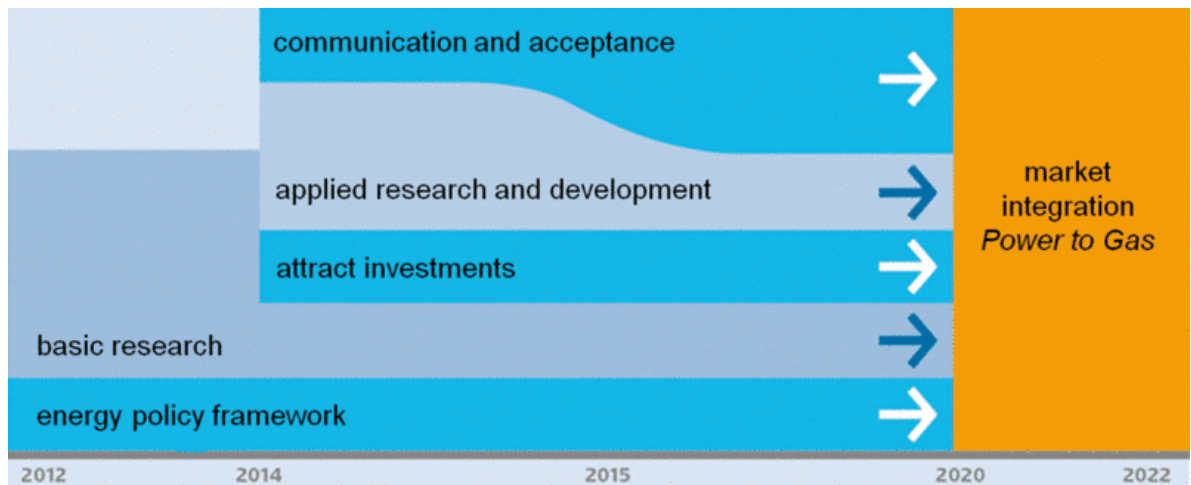 communication and acceptance
applied research and development
attract investments
basic research
energy policy framework
market
integration
Power to Gas
2012 2014 2015 2020 2022